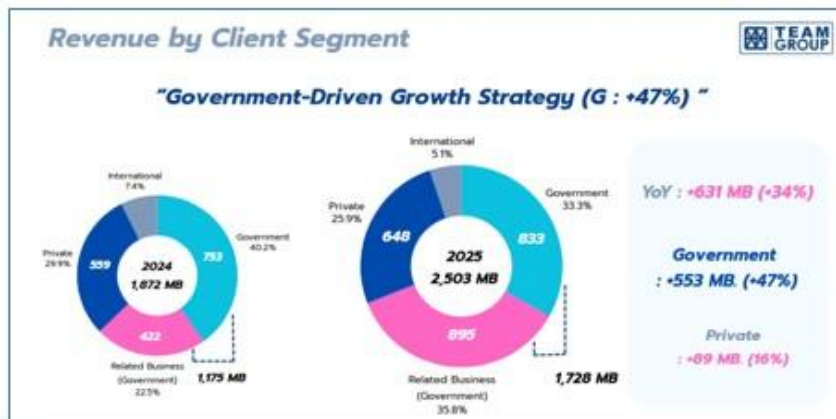 Revenue by Client Segment
TEAM
GROUP
"Government-Driven Growth Strategy (G : +47%) "
International
7.4%
Private
29.9%
559
753
Government
40.2%
2024
1,872 MB
422
Related Business
(Government)
22.5%
1,175 MB
International
5.1%
Private
25.9%
648
833
Government
33.3%
2025
2,503 MB
895
Related Business
(Government)
35.8%
1,728 MB
YoY : +631 MB (+34%)
Government
: +553 MB. (+47%)
Private
: +89 MB. (16%)